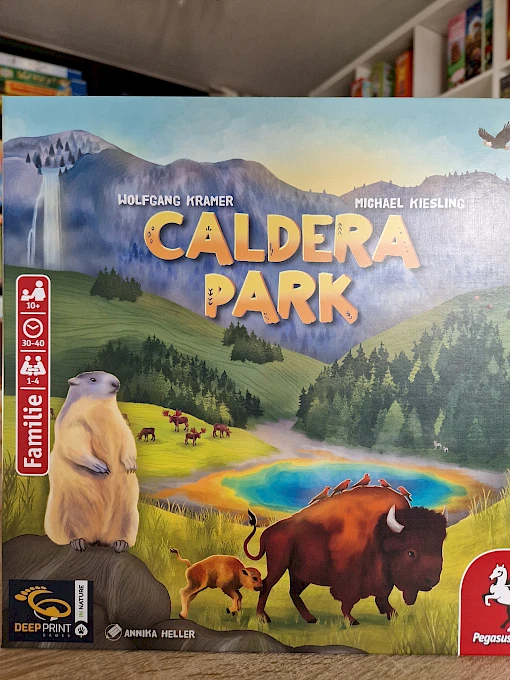 WOLFGANG KRAMER
MICHAEL KIESLING
CALDERA
PARK
10+
30-40
1-4
Familie
DEEP PRINT
GAMES
IN NATURE
ANNIKA HELLER
Pegasus